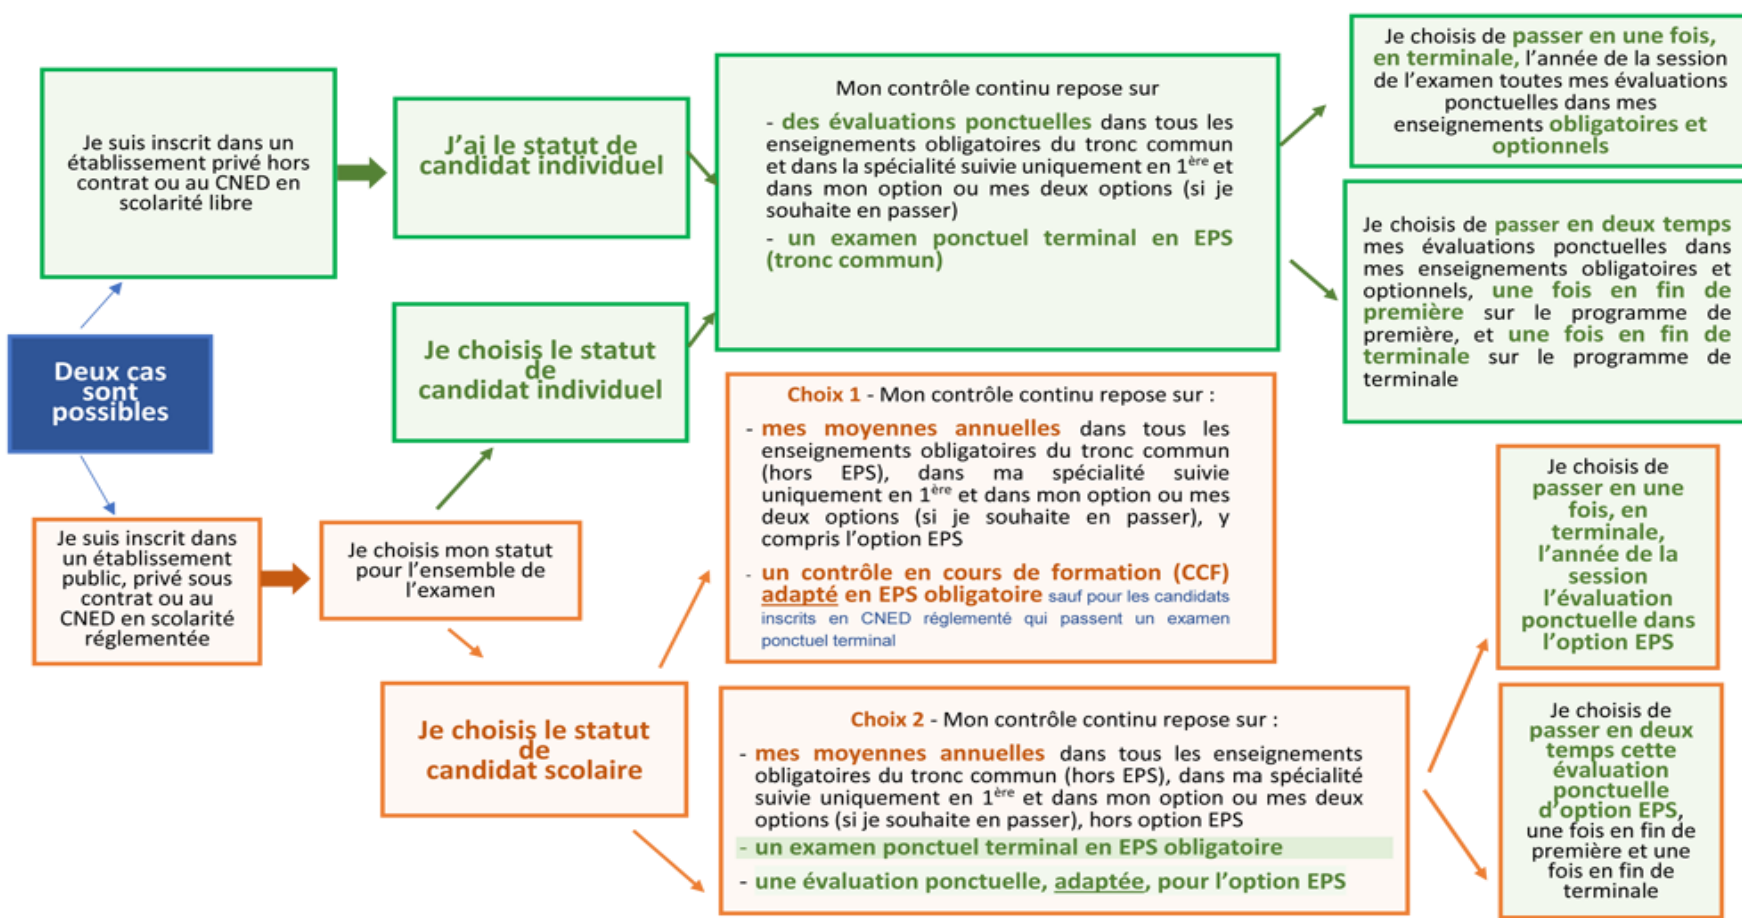 Deux cas
sont
possibles
Je suis inscrit dans un
établissement privé hors
contrat ou au CNED en
scolarité libre
J'ai le statut de
candidat individuel
Mon contrôle continu repose sur
- des évaluations ponctuelles dans tous les
enseignements obligatoires du tronc commun
et dans la spécialité suivie uniquement en 1ère et
dans mon option ou mes deux options (si je
souhaite en passer)
- un examen ponctuel terminal en EPS
(tronc commun)
Je choisis de passer en une fois,
en terminale, l'année de la session
de l'examen toutes mes évaluations
ponctuelles dans mes
enseignements obligatoires et
optionnels
Je choisis de passer en deux temps
mes évaluations ponctuelles dans
mes enseignements obligatoires et
optionnels, une fois en fin de
première sur le programme de
première, et une fois en fin de
terminale sur le programme de
terminale
Je suis inscrit dans
un établissement
public, privé sous
contrat ou au
CNED en scolarité
réglementée
Je choisis mon statut
pour l'ensemble de
l'examen
Je choisis le statut
de
candidat individuel
Je choisis le statut
de
candidat scolaire
Choix 1 - Mon contrôle continu repose sur :
- mes moyennes annuelles dans tous les
enseignements obligatoires du tronc commun
(hors EPS), dans ma spécialité suivie
uniquement en 1ère et dans mon option ou mes
deux options (si je souhaite en passer), y
compris l'option EPS
- un contrôle en cours de formation (CCF)
adapté en EPS obligatoire sauf pour les candidats
inscrits en CNED réglementé qui passent un examen
ponctuel terminal
Choix 2 - Mon contrôle continu repose sur :
- mes moyennes annuelles dans tous les enseignements
obligatoires du tronc commun (hors EPS), dans ma spécialité
suivie uniquement en 1ère et dans mon option ou mes deux
options (si je souhaite en passer), hors option EPS
- un examen ponctuel terminal en EPS obligatoire
- une évaluation ponctuelle, adaptée, pour l'option EPS
Je choisis de
passer en une
fois, en
terminale,
l'année de la
session
l'évaluation
ponctuelle dans
l'option EPS
Je choisis de
passer en deux
temps cette
évaluation
ponctuelle
d'option EPS,
une fois en fin de
première et une
fois en fin de
terminale